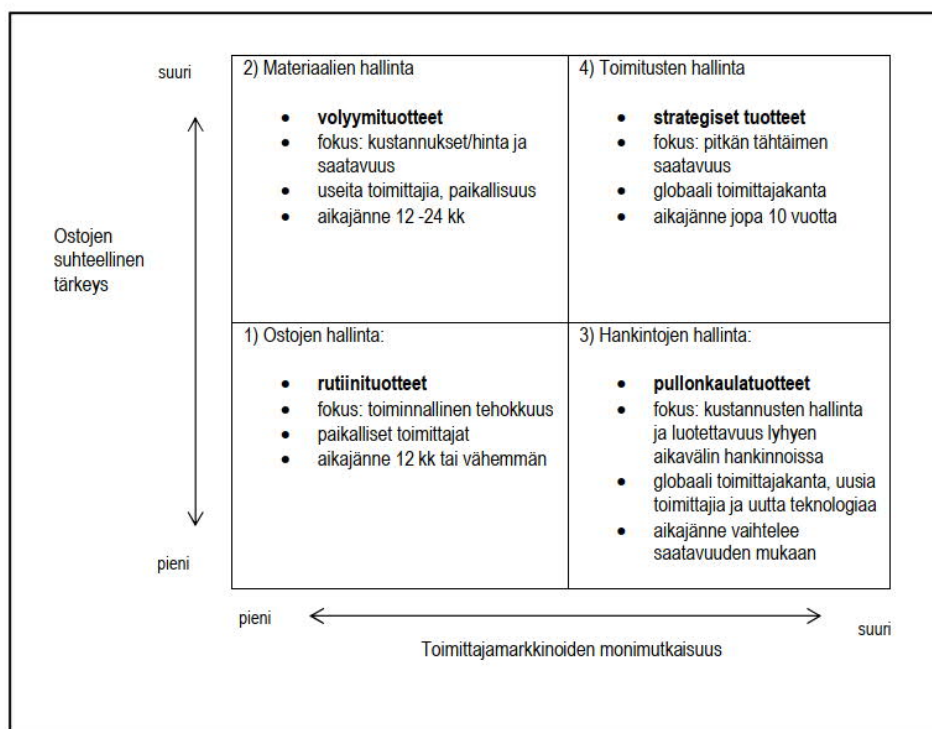 suuri
2) Materiaalien hallinta
• volyymituotteet
• fokus: kustannukset/hinta ja
saatavuus
• useita toimittajia, paikallisuus
• aikajänne 12 -24 kk
4) Toimitusten hallinta
• strategiset tuotteet
• fokus: pitkän tähtäimen
saatavuus
• globaali toimittajakanta
• aikajänne jopa 10 vuotta
Ostojen
suhteellinen
tärkeys
1) Ostojen hallinta:
• rutiinituotteet
• fokus: toiminnallinen tehokkuus
• paikalliset toimittajat
• aikajänne 12 kk tai vähemmän
3) Hankintojen hallinta:
• pullonkaulatuotteet
• fokus: kustannusten hallinta
ja luotettavuus lyhyen
aikavälin hankinnoissa
• globaali toimittajakanta, uusia
toimittajia ja uutta teknologiaa
• aikajänne vaihtelee
saatavuuden mukaan
pieni
pieni
suuri
Toimittajamarkkinoiden monimutkaisuus